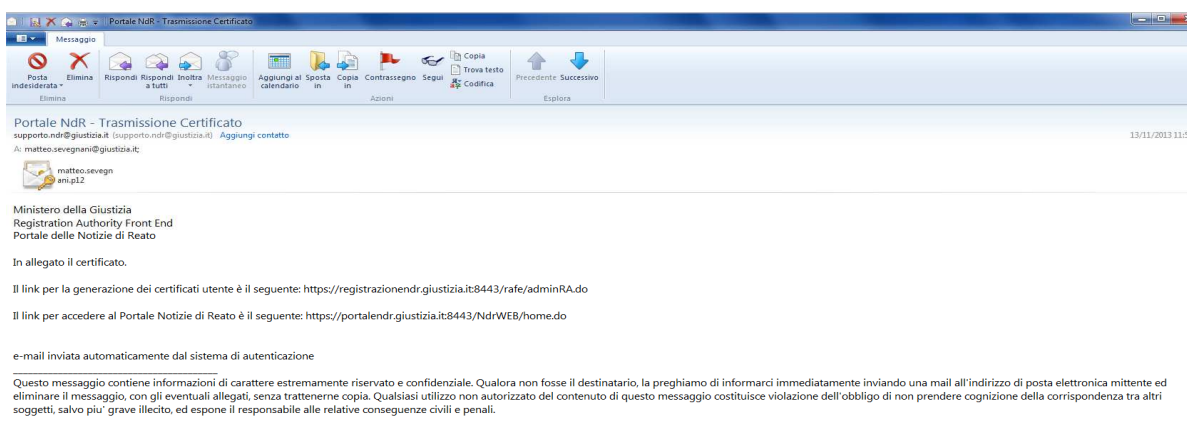 Portale NdR - Trasmissione Certificato
Messaggio
Posta indesiderata
Elimina
Rispondi
Rispondi a tutti
Inoltra
Messaggio istantaneo
Aggiungi al calendario
Sposta in
Copia in
Contrassegno
Segui
Copia
Trova testo
Codifica
Precedente
Successivo
Elimina
Rispondi
Azioni
Esplora
Portale NdR - Trasmissione Certificato
supporto.ndr@giustizia.it (supporto.ndr@giustizia.it) Aggiungi contatto
13/11/2013 11:5
A: matteo.sevegnani@giustizia.it;
matteo.sevegn
ani.p12
Ministero della Giustizia
Registration Authority Front End
Portale delle Notizie di Reato
In allegato il certificato.
Il link per la generazione dei certificati utente è il seguente: https://registrazionendr.giustizia.it:8443/rafe/adminRA.do
Il link per accedere al Portale Notizie di Reato è il seguente: https://portalendr.giustizia.it:8443/NdrWEB/home.do
e-mail inviata automaticamente dal sistema di autenticazione
Questo messaggio contiene informazioni di carattere estremamente riservato e confidenziale. Qualora non fosse il destinatario, la preghiamo di informarci immediatamente inviando una mail all'indirizzo di posta elettronica mittente ed
eliminare il messaggio, con gli eventuali allegati, senza trattenerne copia. Qualsiasi utilizzo non autorizzato del contenuto di questo messaggio costituisce violazione dell'obbligo di non prendere cognizione della corrispondenza tra altri
soggetti, salvo piu' grave illecito, ed espone il responsabile alle relative conseguenze civili e penali.